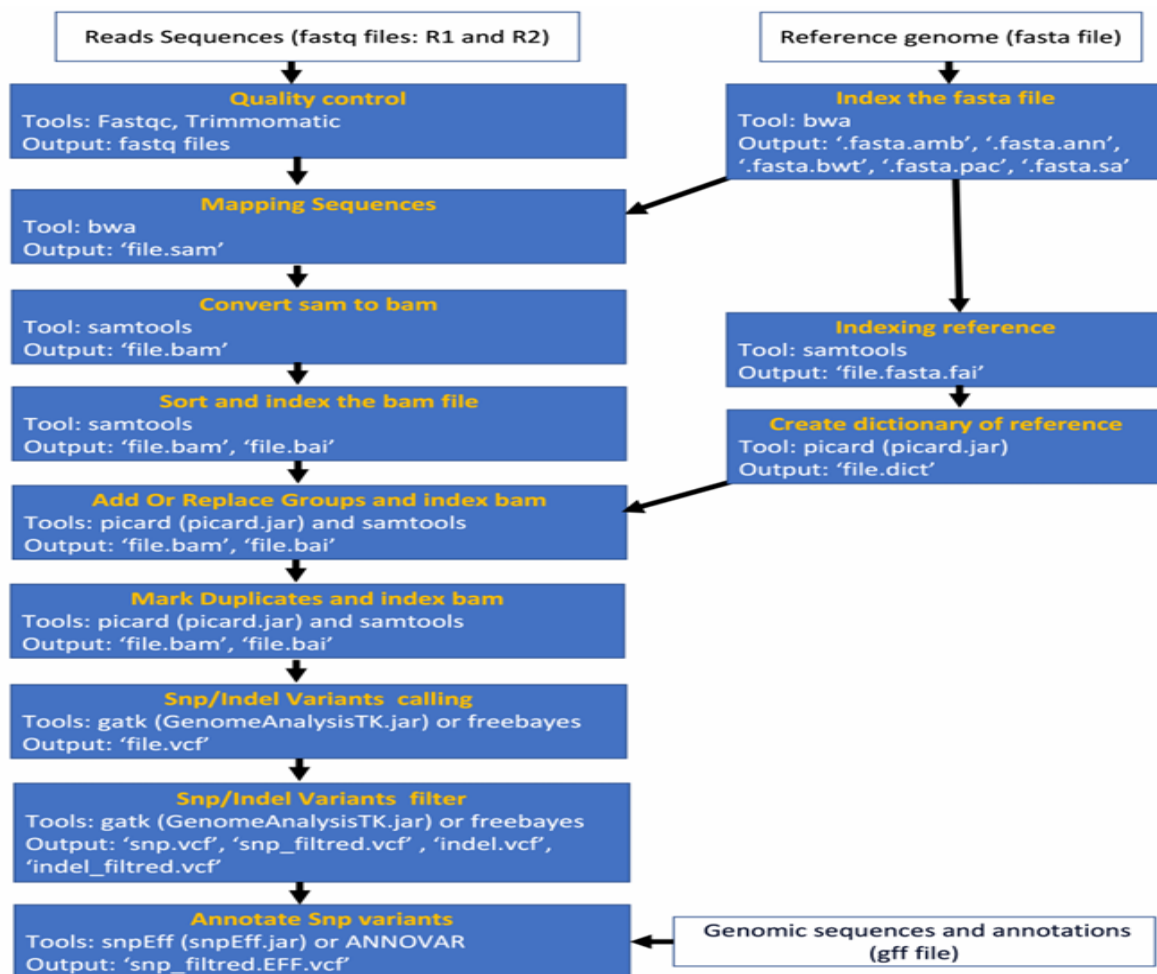 Reads Sequences (fastq files: R1 and R2)
Quality control
Tools: Fastqc, Trimmomatic
Output: fastq files
Mapping Sequences
Tool: bwa
Output: ‘file.sam’
Convert sam to bam
Tool: samtools
Output: ‘file.bam’
Sort and index the bam file
Tool: samtools
Output: ‘file.bam’, ‘file.bai’
Add Or Replace Groups and index bam
Tools: picard (picard.jar) and samtools
Output: ‘file.bam’, ‘file.bai’
Mark Duplicates and index bam
Tools: picard (picard.jar) and samtools
Output: ‘file.bam’, ‘file.bai’
Snp/Indel Variants calling
Tools: gatk (GenomeAnalysisTK.jar) or freebayes
Output: ‘file.vcf’
Snp/Indel Variants filter
Tools: gatk (GenomeAnalysisTK.jar) or freebayes
Output: ‘snp.vcf’, ‘snp_filtred.vcf’ , ‘indel.vcf’,
‘indel_filtred.vcf’
Annotate Snp variants
Tools: snpEff (snpEff.jar) or ANNOVAR
Output: ‘snp_filtred.EFF.vcf’
Reference genome (fasta file)
Index the fasta file
Tool: bwa
Output: ‘.fasta.amb’, ‘.fasta.ann’,
‘.fasta.bwt’, ‘.fasta.pac’, ‘.fasta.sa’
Indexing reference
Tool: samtools
Output: ‘file.fasta.fai’
Create dictionary of reference
Tool: picard (picard.jar)
Output: ‘file.dict’
Genomic sequences and annotations
(gff file)